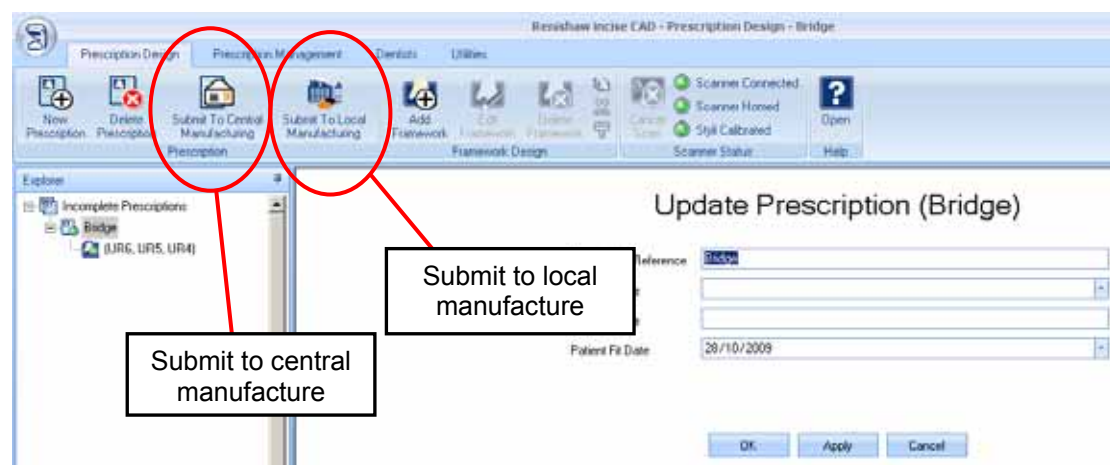 Renishaw Incise CAD - Prescription Design - Bridge
Prescription Design Prescription Management Dentists Utilities
New Prescription
Delete Prescription
Submit To Central Manufacturing
Submit To Local Manufacturing
Add Framework
Edit Framework
Delete Framework
Cancel Scan
Scanner Connected
Scanner Homed
Styli Calibrated
Open
Prescription
Framework Design
Scanner Status
Help
Explorer
Incomplete Prescriptions
Bridge
(UR6, UR5, UR4)
Update Prescription (Bridge)
Reference Bridge
Patient Fit Date 28/10/2009
OK Apply Cancel
Submit to local
manufacture
Submit to central
manufacture